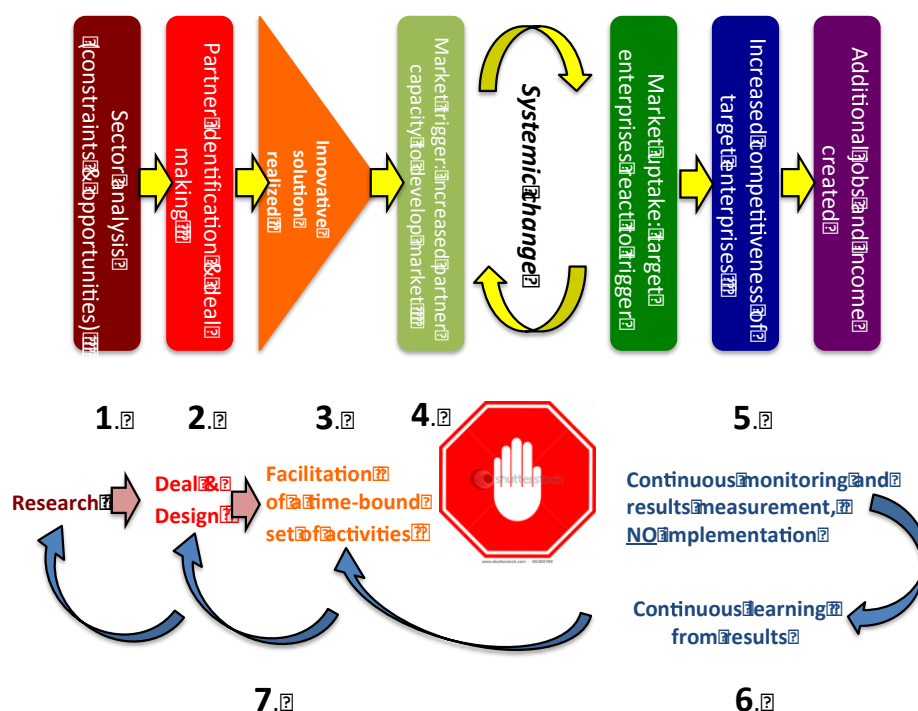 Sector analysis
(constraints & opportunities)
Partner identification & deal
making
Innovative
solution
realized
Market trigger: increased partner
capacity to develop market
Systemic change
Market uptake: target
enterprises react to trigger
Increased competitiveness of
target enterprises
Additional jobs and income
created
1.
2.
3.
4.
5.
Research
Deal &
Design
Facilitation
of a time-bound
set of activities
shutterstock
Continuous monitoring and
results measurement,
NO implementation
Continuous learning
from results
7.
6.